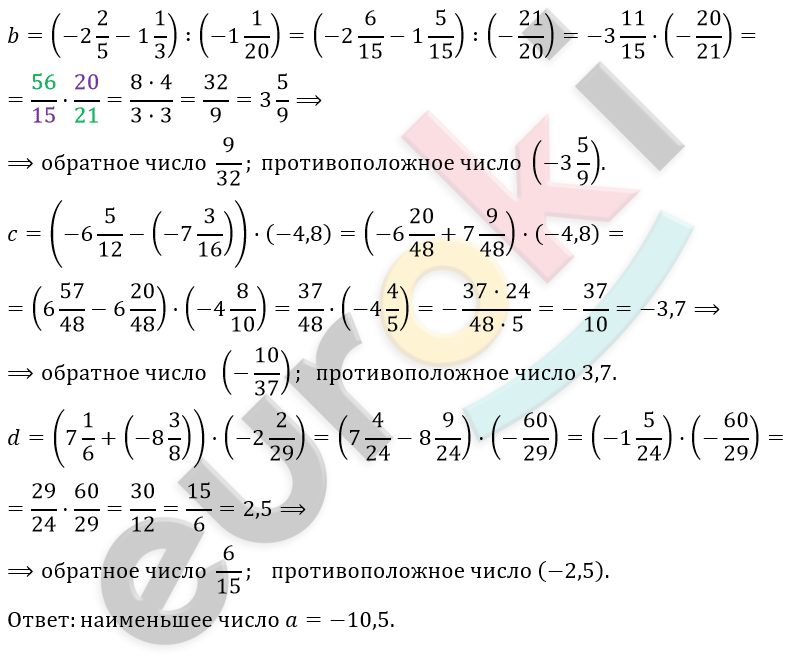 b = (−2 2/5 − 1 1/3) : (−1 1/20) = (−2 6/15 − 1 5/15) : (−21/20) = −3 11/15 · (−20/21) =
= 56/15 · 20/21 = (8 · 4)/(3 · 3) = 32/9 = 3 5/9 ⟹
⟹ обратное число 9/32; противоположное число (−3 5/9).
c = (−6 5/12 − (−7 3/16)) · (−4,8) = (−6 20/48 + 7 9/48) · (−4,8) =
= (6 57/48 − 6 20/48) · (−4 8/10) = 37/48 · (−4 4/5) = −(37 · 24)/(48 · 5) = −37/10 = −3,7 ⟹
⟹ обратное число (−10/37); противоположное число 3,7.
d = (7 1/6 + (−8 3/8)) · (−2 2/29) = (7 4/24 − 8 9/24) · (−60/29) = (−1 5/24) · (−60/29) =
= 29/24 · 60/29 = 30/12 = 15/6 = 2,5 ⟹
⟹ обратное число 6/15; противоположное число (−2,5).
Ответ: наименьшее число a = −10,5.
euroki